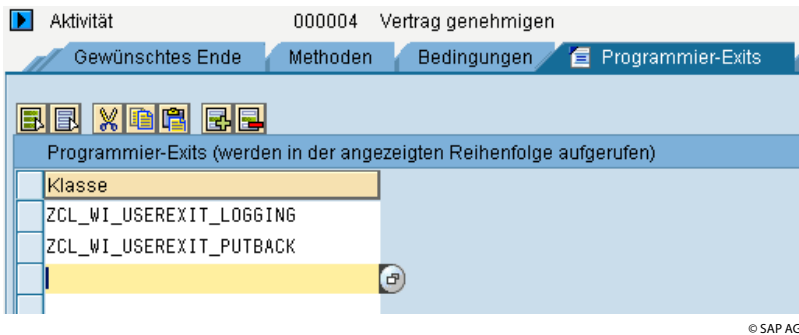 Aktivität 000004 Vertrag genehmigen
Gewünschtes Ende Methoden Bedingungen Programmier-Exits
Programmier-Exits (werden in der angezeigten Reihenfolge aufgerufen)
Klasse
ZCL_WI_USEREXIT_LOGGING
ZCL_WI_USEREXIT_PUTBACK
© SAP AG